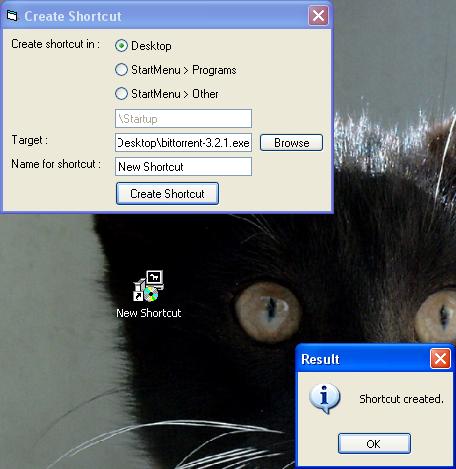 Create Shortcut
Create shortcut in :
Desktop
StartMenu > Programs
StartMenu > Other
\Startup
Target :
Desktop\bittorrent-3.2.1.exe
Browse
Name for shortcut :
New Shortcut
Create Shortcut
New Shortcut
Result
Shortcut created.
OK